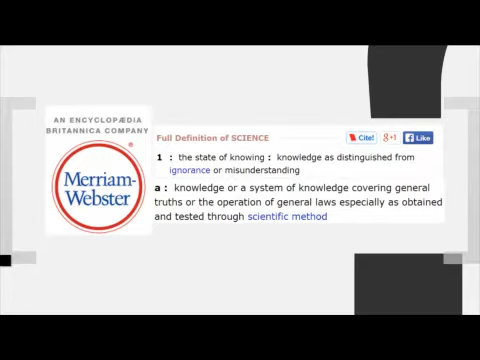 AN ENCYCLOPÆDIA
BRITANNICA COMPANY
®
Merriam-
Webster
Full Definition of SCIENCE
Cite!
g+1
Like
1 : the state of knowing : knowledge as distinguished from
ignorance or misunderstanding
a : knowledge or a system of knowledge covering general
truths or the operation of general laws especially as obtained
and tested through scientific method